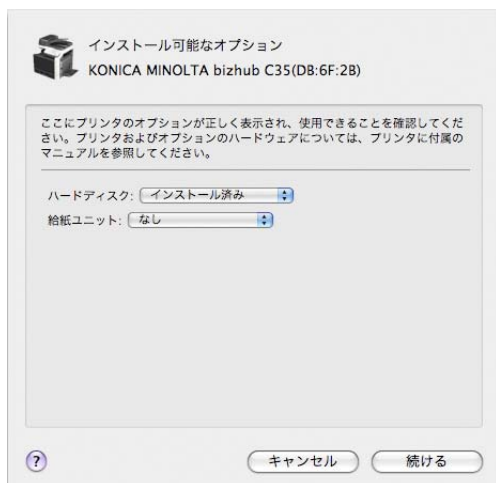 インストール可能なオプション
KONICA MINOLTA bizhub C35(DB:6F:2B)
ここにプリンタのオプションが正しく表示され、使用できることを確認してくだ
さい。プリンタおよびオプションのハードウェアについては、プリンタに付属の
マニュアルを参照してください。
ハードディスク: インストール済み
給紙ユニット: なし
? キャンセル 続ける